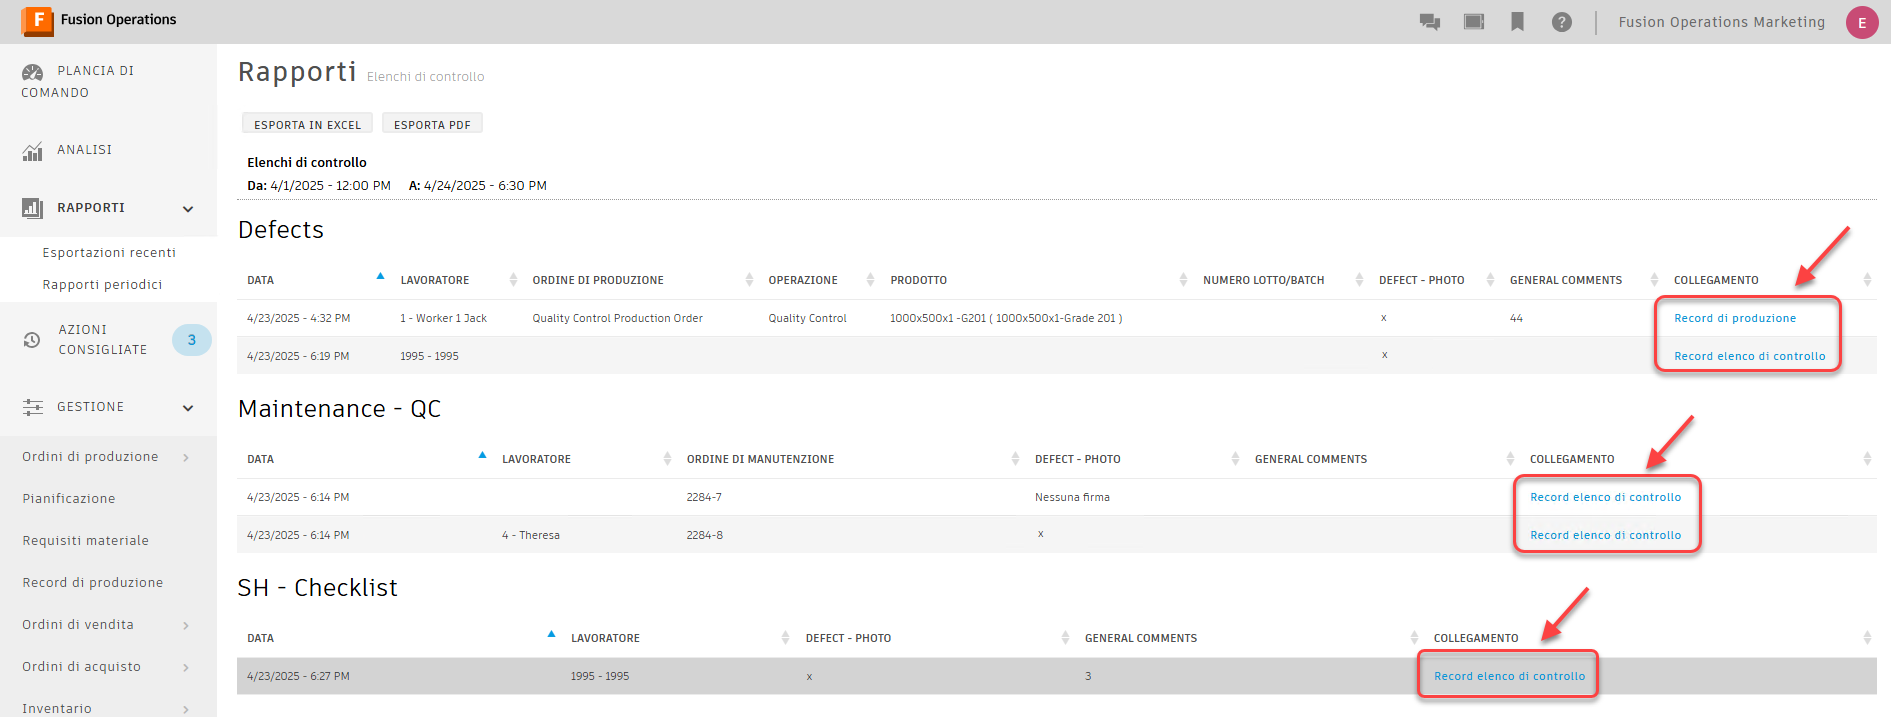 F Fusion Operations
Fusion Operations Marketing E
PLANCIA DI
COMANDO
ANALISI
RAPPORTI
Esportazioni recenti
Rapporti periodici
AZIONI
CONSIGLIATE
3
GESTIONE
Ordini di produzione
Pianificazione
Requisiti materiale
Record di produzione
Ordini di vendita
Ordini di acquisto
Inventario
Rapporti Elenchi di controllo
ESPORTA IN EXCEL ESPORTA PDF
Elenchi di controllo
Da: 4/1/2025 - 12:00 PM A: 4/24/2025 - 6:30 PM
Defects
DATA LAVORATORE ORDINE DI PRODUZIONE OPERAZIONE PRODOTTO NUMERO LOTTO/BATCH DEFECT - PHOTO GENERAL COMMENTS COLLEGAMENTO
4/23/2025 - 4:32 PM 1 - Worker 1 Jack Quality Control Production Order Quality Control 1000x500x1 -G201 ( 1000x500x1-Grade 201 ) x 44 Record di produzione
4/23/2025 - 6:19 PM 1995 - 1995 x Record elenco di controllo
Maintenance - QC
DATA LAVORATORE ORDINE DI MANUTENZIONE DEFECT - PHOTO GENERAL COMMENTS COLLEGAMENTO
4/23/2025 - 6:14 PM 2284-7 Nessuna firma Record elenco di controllo
4/23/2025 - 6:14 PM 4 - Theresa 2284-8 x Record elenco di controllo
SH - Checklist
DATA LAVORATORE DEFECT - PHOTO GENERAL COMMENTS COLLEGAMENTO
4/23/2025 - 6:27 PM 1995 - 1995 x 3 Record elenco di controllo